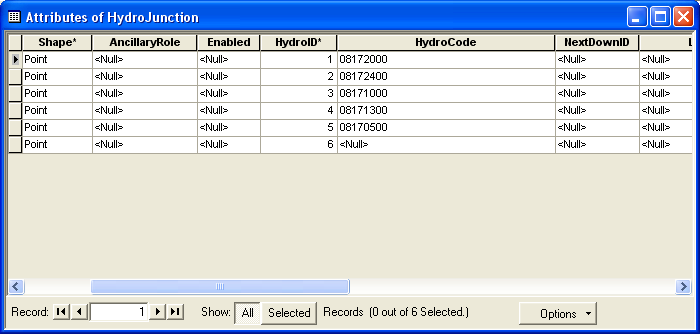 Attributes of HydroJunction
Shape* AncillaryRole Enabled HydroID* HydroCode NextDownID
Point <Null> <Null> 1 08172000 <Null> <Null>
Point <Null> <Null> 2 08172400 <Null> <Null>
Point <Null> <Null> 3 08171000 <Null> <Null>
Point <Null> <Null> 4 08171300 <Null> <Null>
Point <Null> <Null> 5 08170500 <Null> <Null>
Point <Null> <Null> 6 <Null> <Null> <Null>
Record: 1 Show: All Selected Records (0 out of 6 Selected.) Options